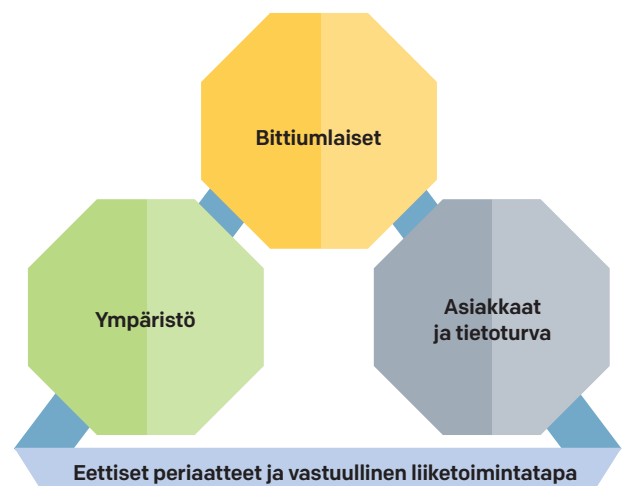 Bittiumlaiset
Ympäristö
Asiakkaat
ja tietoturva
Eettiset periaatteet ja vastuullinen liiketoimintatapa